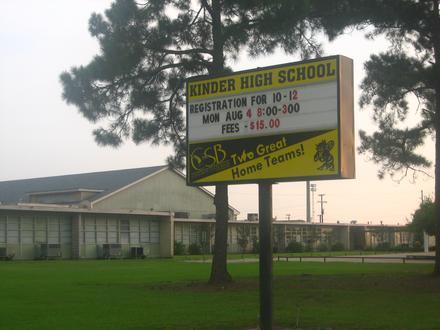 KINDER HIGH SCHOOL
REGISTRATION FOR 10-12
MON AUG 4 8:00-3:00
FEES - $15.00
CSB Two Great
Home Teams!